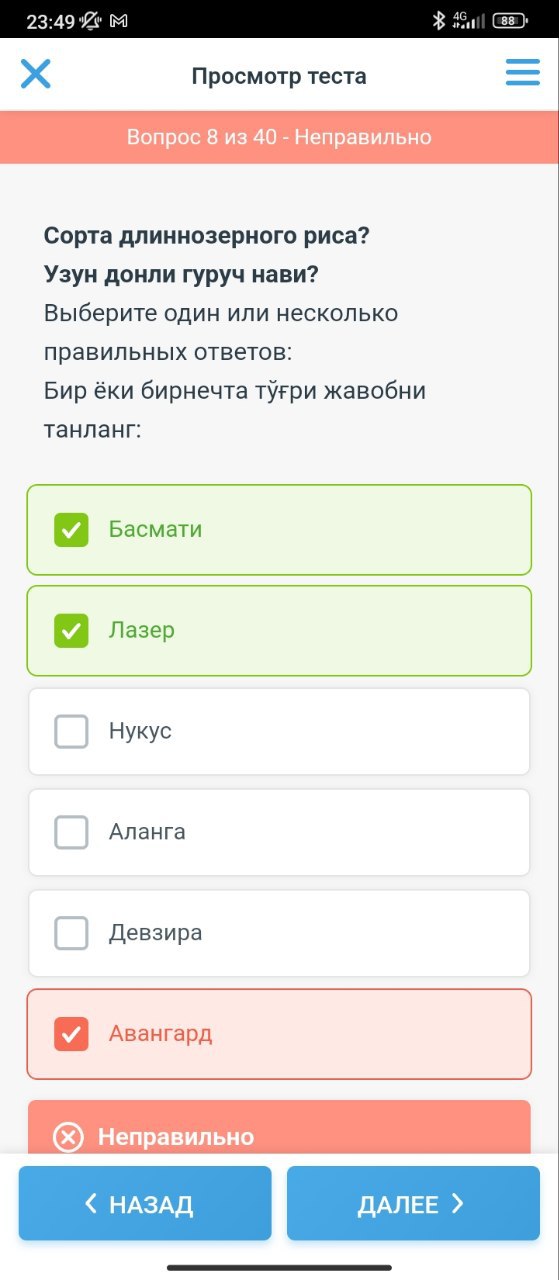 23:49 4G 88
Просмотр теста
Вопрос 8 из 40 - Неправильно
Сорта длиннозерного риса?
Узун донли гуруч нави?
Выберите один или несколько
правильных ответов:
Бир ёки бирнечта тўғри жавобни
танланг:
Басмати
Лазер
Нукус
Аланга
Девзира
Авангард
Неправильно
НАЗАД ДАЛЕЕ